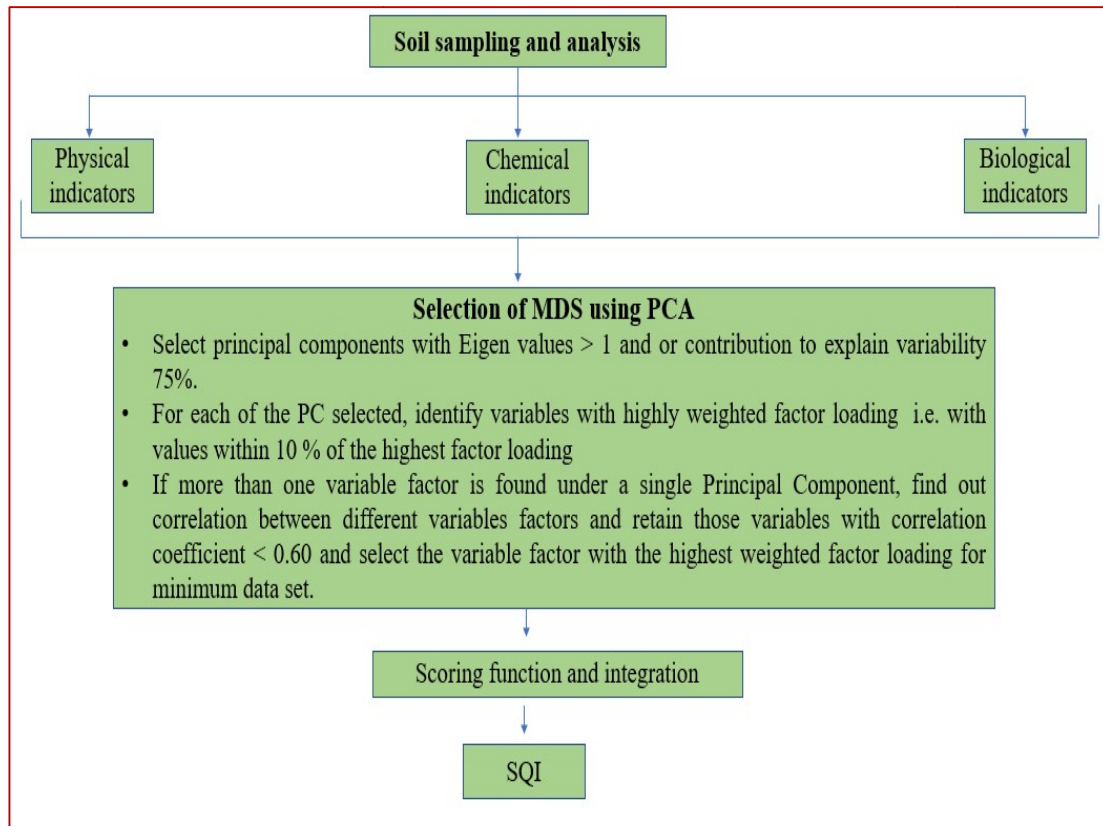 Soil sampling and analysis
Physical
indicators
Chemical
indicators
Biological
indicators
Selection of MDS using PCA
• Select principal components with Eigen values > 1 and or contribution to explain variability
75%.
• For each of the PC selected, identify variables with highly weighted factor loading i.e. with
values within 10 % of the highest factor loading
• If more than one variable factor is found under a single Principal Component, find out
correlation between different variables factors and retain those variables with correlation
coefficient < 0.60 and select the variable factor with the highest weighted factor loading for
minimum data set.
Scoring function and integration
SQI